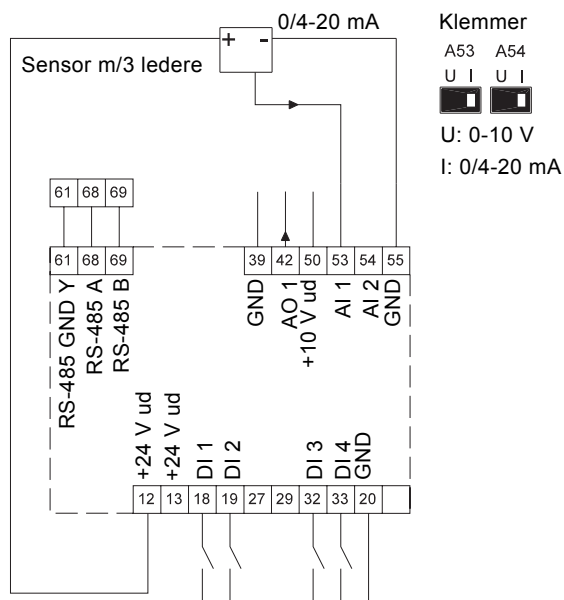 0/4-20 mA
Klemmer
+ -
A53 A54
Sensor m/3 ledere
U I U I
U: 0-10 V
I: 0/4-20 mA
61 68 69
61 68 69
39 42 50 53 54 55
RS-485 GND Y
RS-485 A
RS-485 B
GND
AO 1
+10 V ud
AI 1
AI 2
GND
+24 V ud
+24 V ud
DI 1
DI 2
DI 3
DI 4
GND
12 13 18 19 27 29 32 33 20